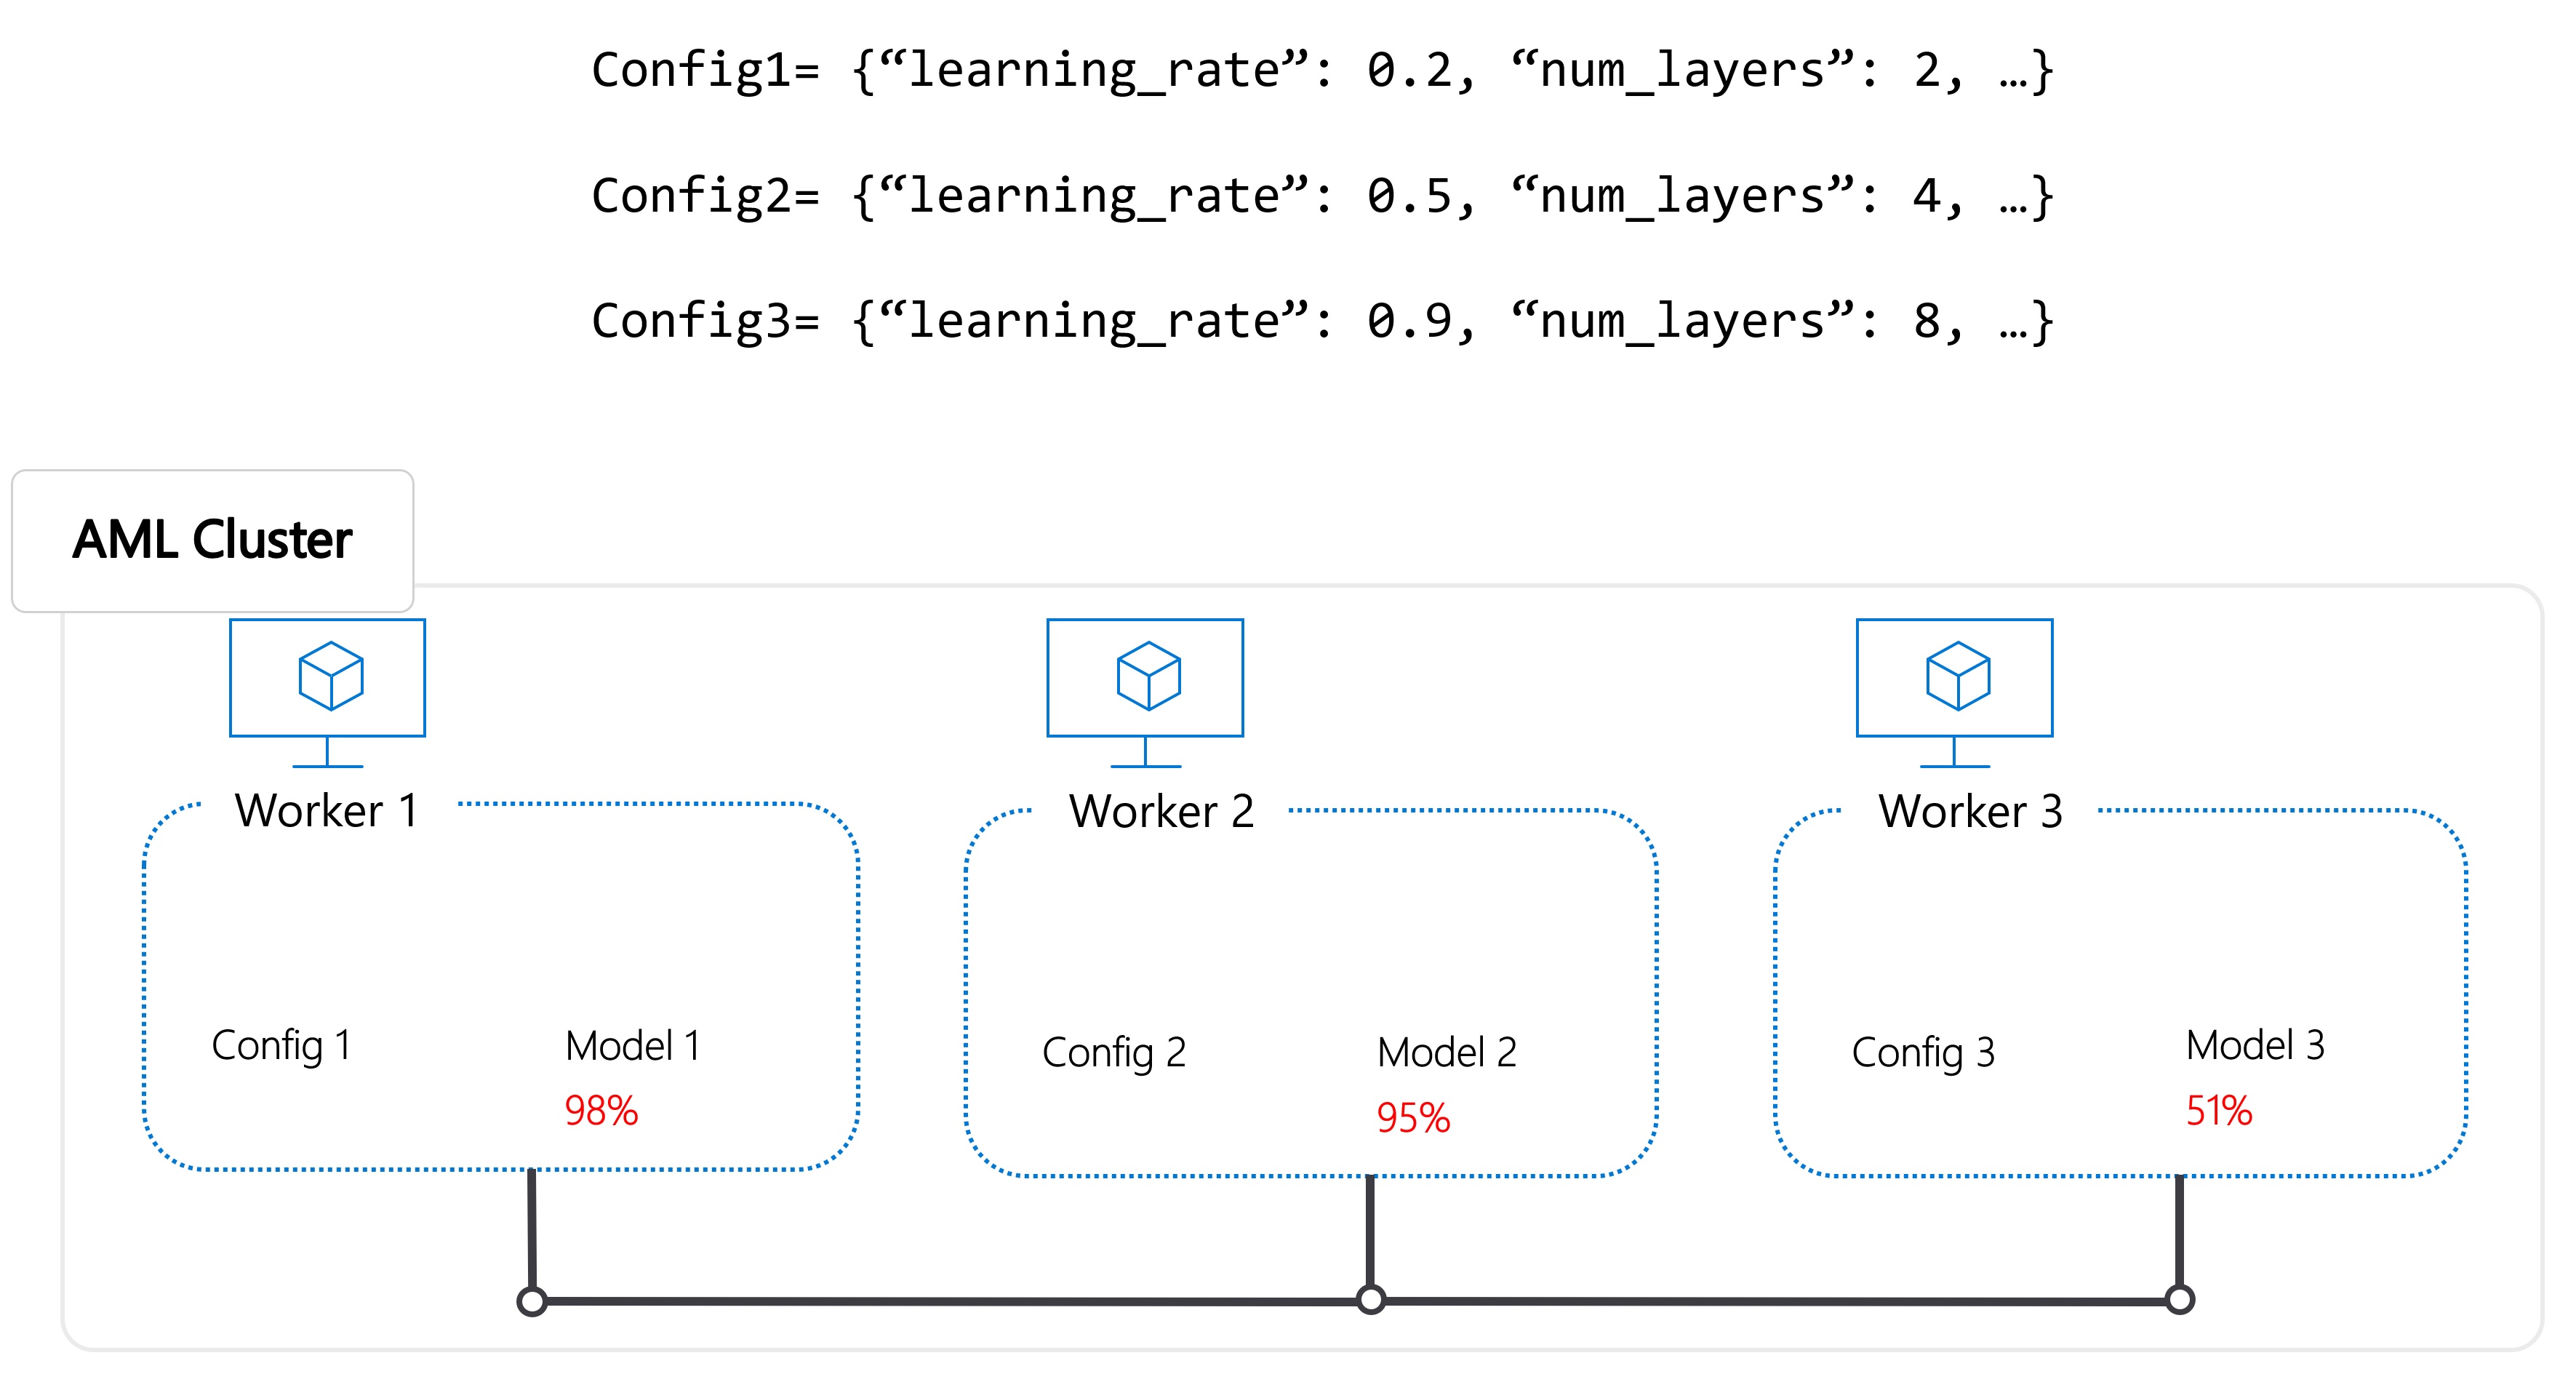 Config1= {“learning_rate”: 0.2, “num_layers”: 2, …}
Config2= {“learning_rate”: 0.5, “num_layers”: 4, …}
Config3= {“learning_rate”: 0.9, “num_layers”: 8, …}
AML Cluster
Worker 1
Config 1
Model 1
98%
Worker 2
Config 2
Model 2
95%
Worker 3
Config 3
Model 3
51%